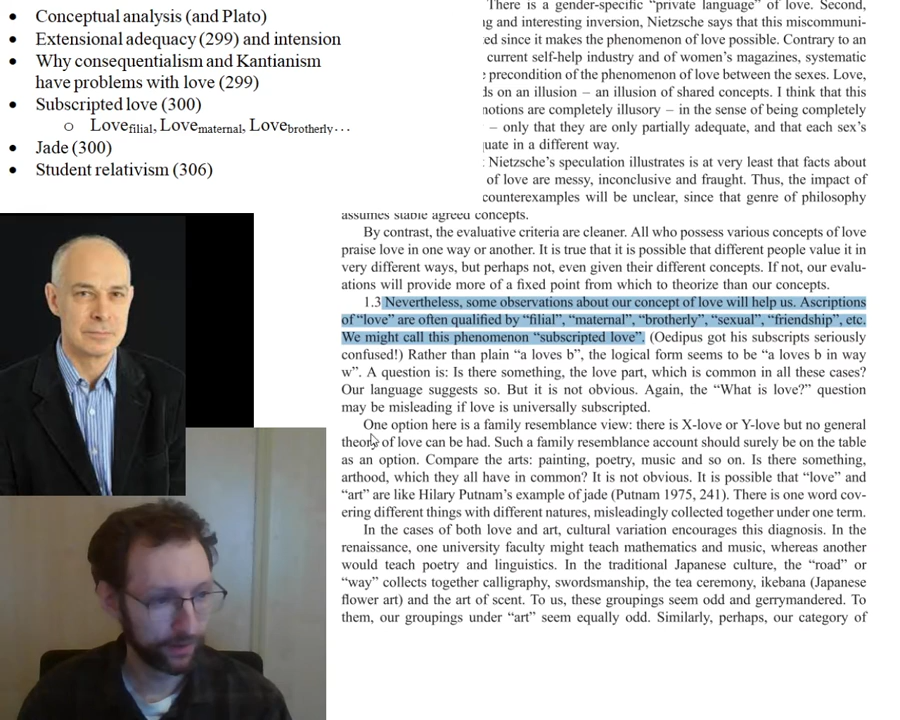 Conceptual analysis (and Plato)
Extensional adequacy (299) and intension
Why consequentialism and Kantianism
have problems with love (299)
Subscripted love (300)
Lovefilial, Lovematernal, Lovebrotherly…
Jade (300)
Student relativism (306)
There is a gender-specific “private language” of love. Second,
and interesting inversion, Nietzsche says that this miscommuni-
since it makes the phenomenon of love possible. Contrary to an
current self-help industry and of women’s magazines, systematic
precondition of the phenomenon of love between the sexes. Love,
on an illusion – an illusion of shared concepts. I think that this
notions are completely illusory – in the sense of being completely
– only that they are only partially adequate, and that each sex’s
in a different way.
Nietzsche’s speculation illustrates is at very least that facts about
of love are messy, inconclusive and fraught. Thus, the impact of
counterexamples will be unclear, since that genre of philosophy
assumes stable agreed concepts.
By contrast, the evaluative criteria are cleaner. All who possess various concepts of love
praise love in one way or another. It is true that it is possible that different people value it in
very different ways, but perhaps not, even given their different concepts. If not, our evalu-
ations will provide more of a fixed point from which to theorize than our concepts.
1.3 Nevertheless, some observations about our concept of love will help us. Ascriptions
of “love” are often qualified by “filial”, “maternal”, “brotherly”, “sexual”, “friendship”, etc.
We might call this phenomenon “subscripted love”. (Oedipus got his subscripts seriously
confused!) Rather than plain “a loves b”, the logical form seems to be “a loves b in way
w”. A question is: Is there something, the love part, which is common in all these cases?
Our language suggests so. But it is not obvious. Again, the “What is love?” question
may be misleading if love is universally subscripted.
One option here is a family resemblance view: there is X-love or Y-love but no general
theory of love can be had. Such a family resemblance account should surely be on the table
as an option. Compare the arts: painting, poetry, music and so on. Is there something,
arthood, which they all have in common? It is not obvious. It is possible that “love” and
“art” are like Hilary Putnam’s example of jade (Putnam 1975, 241). There is one word cov-
ering different things with different natures, misleadingly collected together under one term.
In the cases of both love and art, cultural variation encourages this diagnosis. In the
renaissance, one university faculty might teach mathematics and music, whereas another
would teach poetry and linguistics. In the traditional Japanese culture, the “road” or
“way” collects together calligraphy, swordsmanship, the tea ceremony, ikebana (Japanese
flower art) and the art of scent. To us, these groupings seem odd and gerrymandered. To
them, our groupings under “art” seem equally odd. Similarly, perhaps, our category of